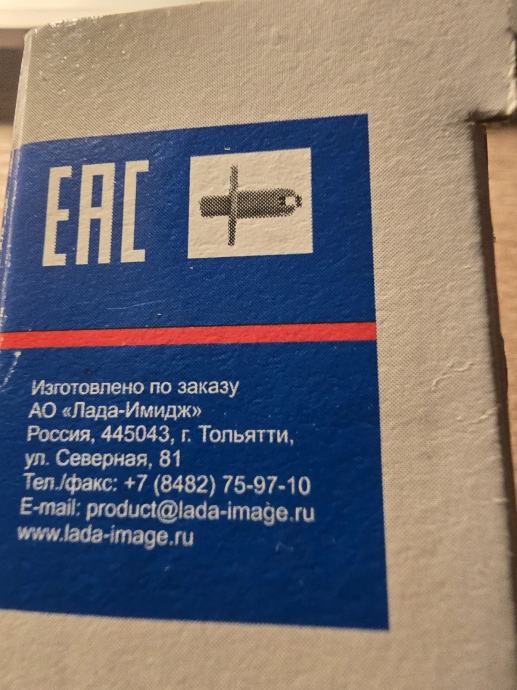 EAC
Изготовлено по заказу
АО «Лада-Имидж»
Россия, 445043, г. Тольятти,
ул. Северная, 81
Тел./факс: +7 (8482) 75-97-10
E-mail: product@lada-image.ru
www.lada-image.ru